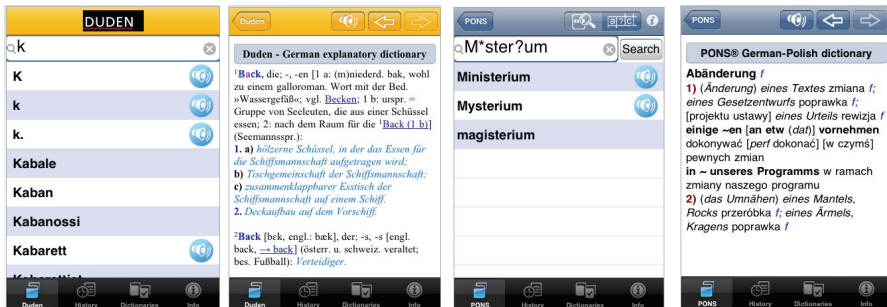 DUDEN
k
K
k
k.
Kabale
Kaban
Kabanossi
Kabarett
Duden
History
Dictionaries
Info
Duden
Duden - German explanatory dictionary
¹Back, die; -, -en [1 a: (m)niederd. bak, wohl
zu einem galloroman. Wort mit der Bed.
»Wassergefäß«; vgl. Becken; 1 b: urspr. =
Gruppe von Seeleuten, die aus einer Schüssel
essen; 2: nach dem Raum für die ¹Back (1 b)]
(Seemannsspr.):
1. a) hölzerne Schüssel, in der das Essen für
die Schiffsmannschaft aufgetragen wird;
b) Tischgemeinschaft der Schiffsmannschaft;
c) zusammenklappbarer Esstisch der
Schiffsmannschaft auf einem Schiff.
2. Deckaufbau auf dem Vorschiff.
²Back [bɛk, engl.: bæk], der; -s, -s [engl.
back, → back] (österr. u. schweiz. veraltet;
bes. Fußball): Verteidiger.
Duden
History
Dictionaries
Info
PONS
a?c!
M*ster?um
Search
Ministerium
Mysterium
magisterium
PONS
History
Dictionaries
Info
PONS
PONS® German-Polish dictionary
Abänderung f
1) (Änderung) eines Textes zmiana f;
eines Gesetzentwurfs poprawka f;
[projektu ustawy] eines Urteils rewizja f
einige ~en [an etw (dat)] vornehmen
dokonywać [perf dokonać] [w czymś]
pewnych zmian
in ~ unseres Programms w ramach
zmiany naszego programu
2) (das Umnähen) eines Mantels,
Rocks przeróbka f; eines Ärmels,
Kragens poprawka f
PONS
History
Dictionaries
Info